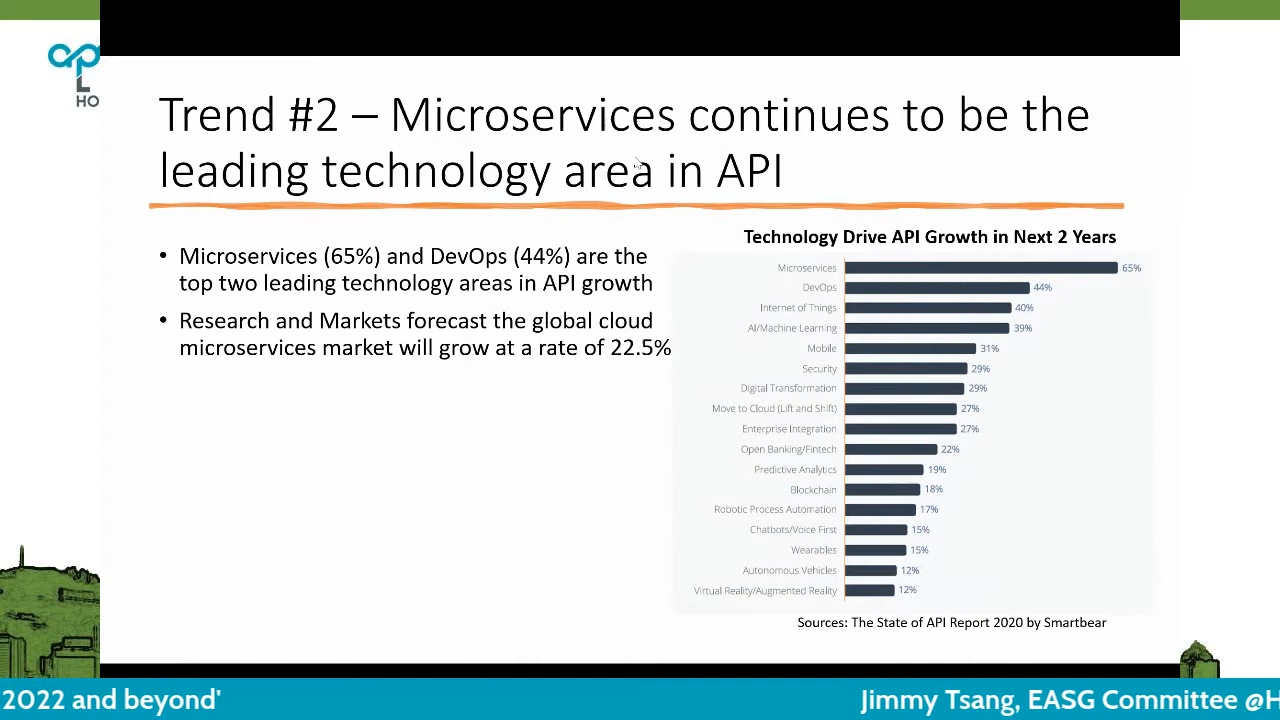 ap
L
HO
Trend #2 – Microservices continues to be the
leading technology area in API
• Microservices (65%) and DevOps (44%) are the
top two leading technology areas in API growth
• Research and Markets forecast the global cloud
microservices market will grow at a rate of 22.5%
Technology Drive API Growth in Next 2 Years
Microservices 65%
DevOps 44%
Internet of Things 40%
AI/Machine Learning 39%
Mobile 31%
Security 29%
Digital Transformation 29%
Move to Cloud (Lift and Shift) 27%
Enterprise Integration 27%
Open Banking/Fintech 22%
Predictive Analytics 19%
Blockchain 18%
Robotic Process Automation 17%
Chatbots/Voice First 15%
Wearables 15%
Autonomous Vehicles 12%
Virtual Reality/Augmented Reality 12%
Sources: The State of API Report 2020 by Smartbear
2022 and beyond' Jimmy Tsang, EASG Committee @H